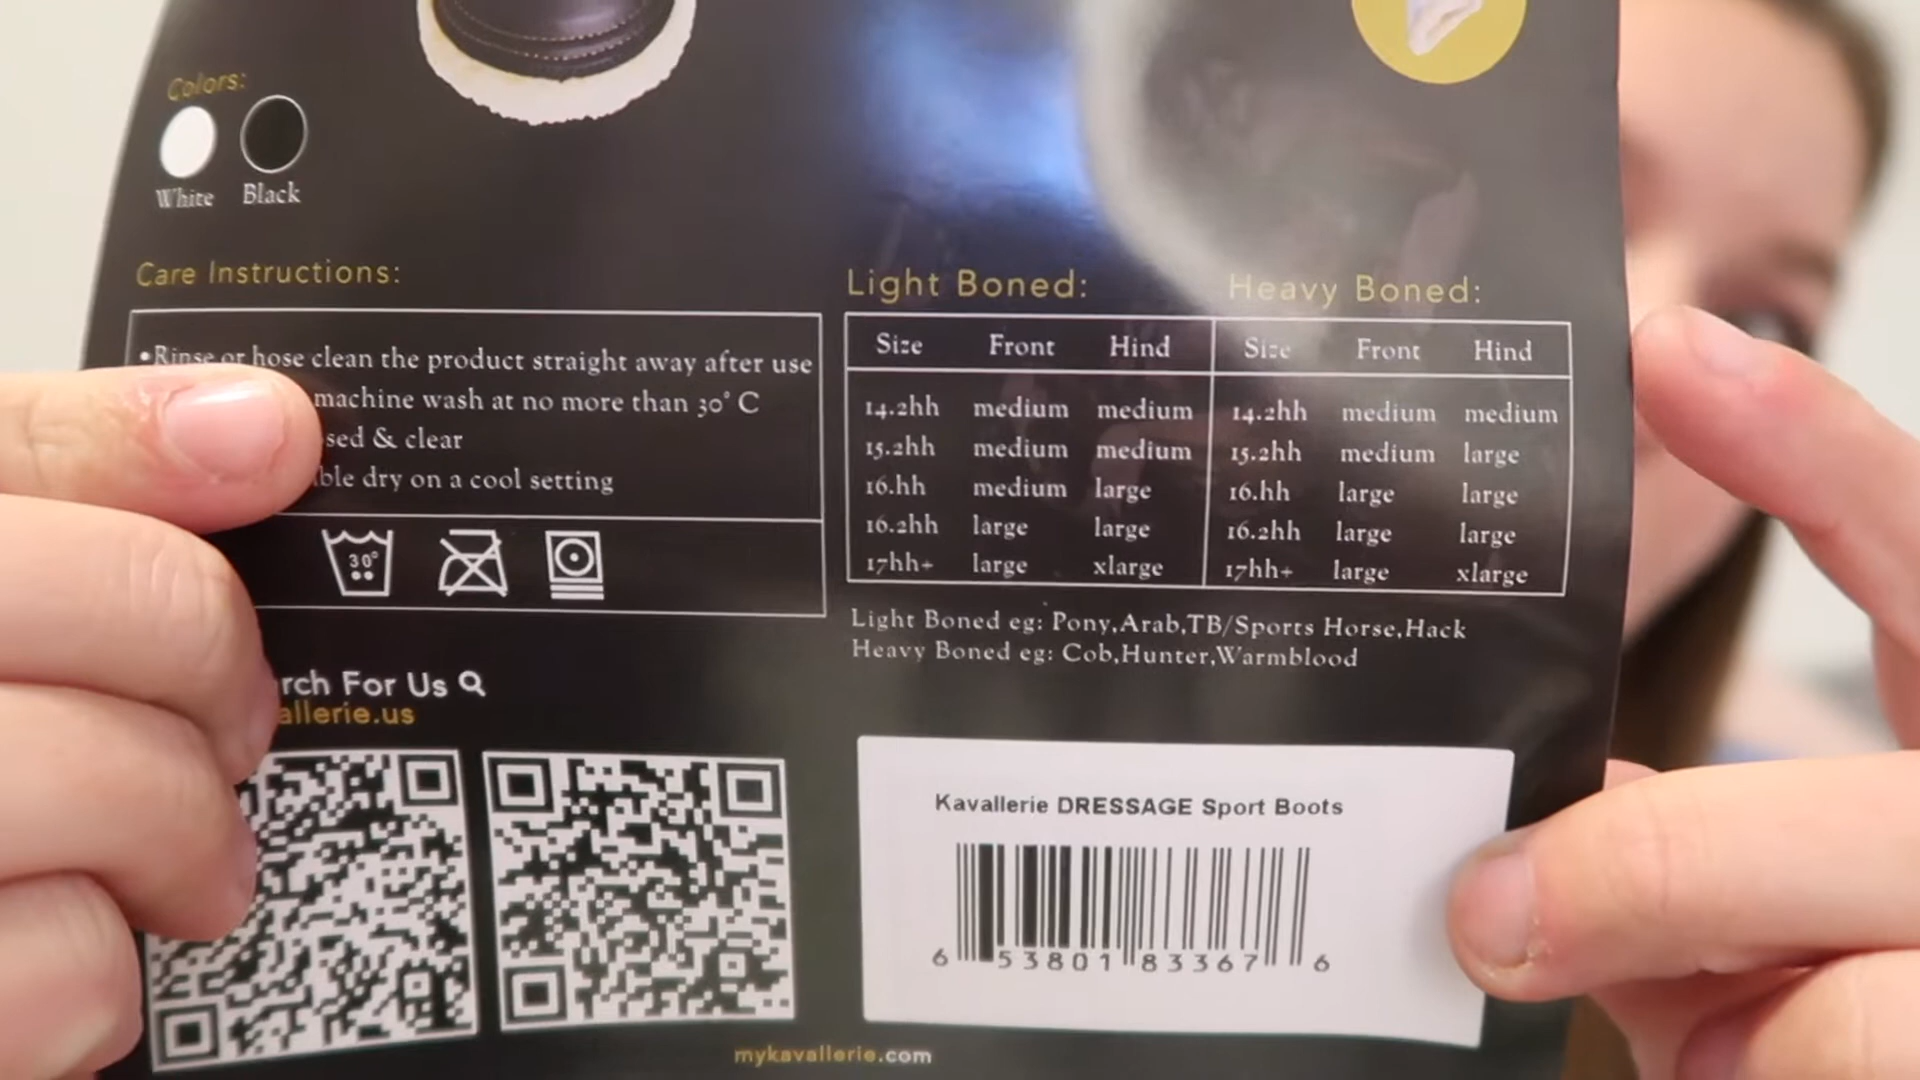 Colors:
White Black
Care Instructions:
•Rinse or hose clean the product straight away after use
machine wash at no more than 30° C
sed & clear
ble dry on a cool setting
30°
Light Boned: Heavy Boned:
Size Front Hind Size Front Hind
14.2hh medium medium 14.2hh medium medium
15.2hh medium medium 15.2hh medium large
16.hh medium large 16.hh large large
16.2hh large large 16.2hh large large
17hh+ large xlarge 17hh+ large xlarge
Light Boned eg: Pony,Arab,TB/Sports Horse,Hack
Heavy Boned eg: Cob,Hunter,Warmblood
rch For Us
allerie.us
Kavallerie DRESSAGE Sport Boots
6 53801 83367 6
mykavallerie.com